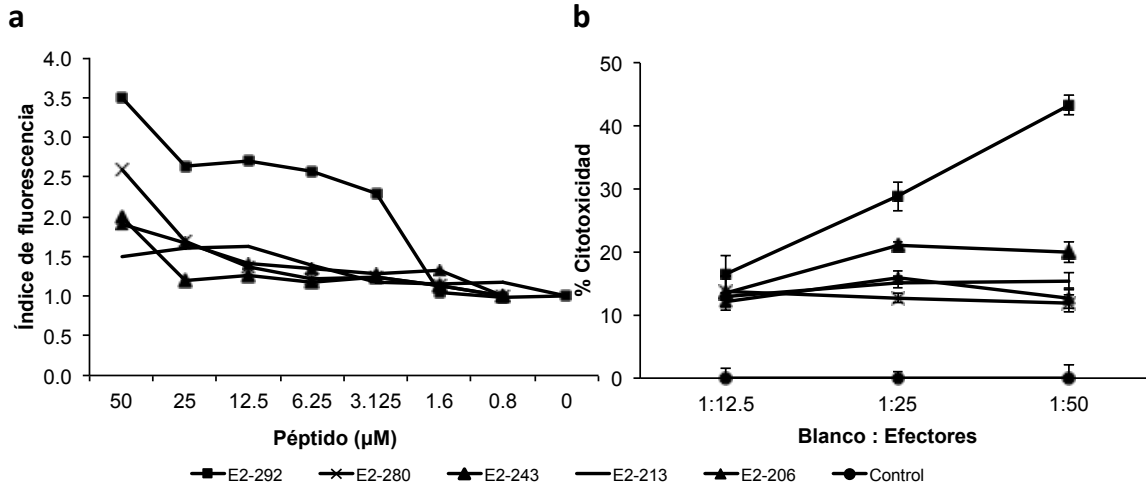 a
b
Índice de fluorescencia
4.0
3.5
3.0
2.5
2.0
1.5
1.0
0.5
0.0
50 25 12.5 6.25 3.125 1.6 0.8 0
Péptido (µM)
% Citotoxicidad
50
40
30
20
10
0
1:12.5 1:25 1:50
Blanco : Efectores
E2-292 E2-280 E2-243 E2-213 E2-206 Control